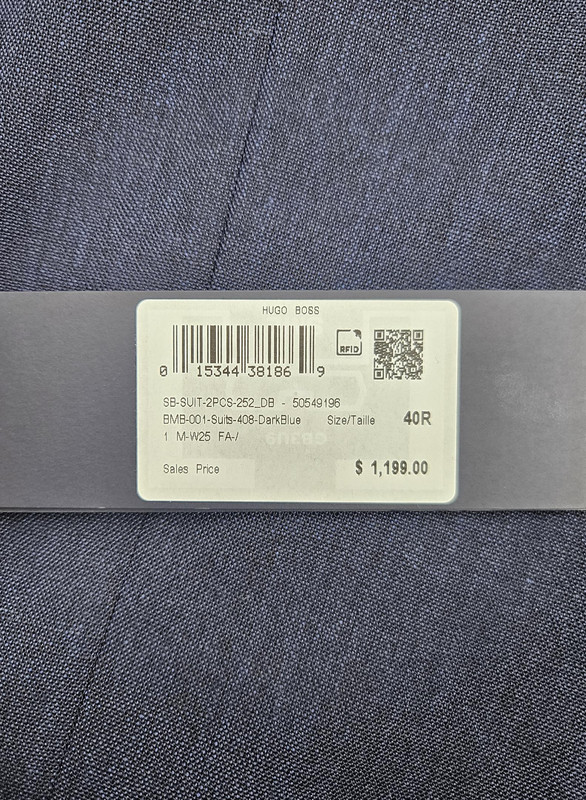 HUGO BOSS
RFID
0 15344 38186 9
SB-SUIT-2PCS-252_DB - 50549196
BMB-001-Suits-408-DarkBlue Size/Taille 40R
1 M-W25 FA-/
Sales Price $ 1,199.00